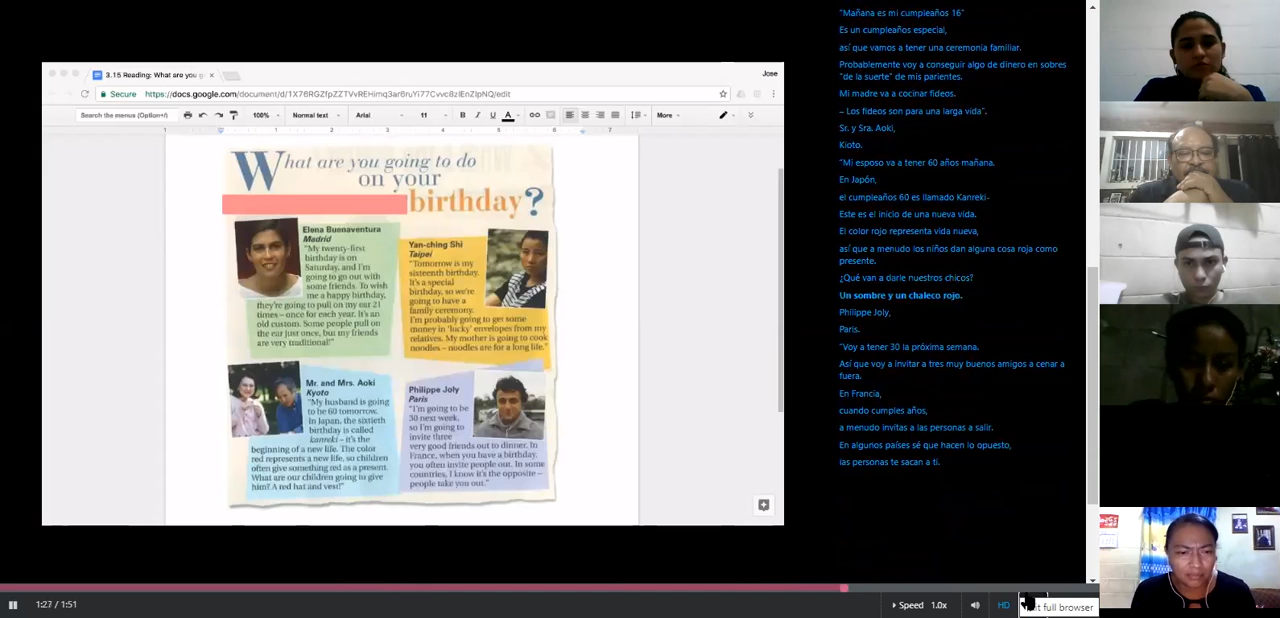 3.15 Reading: What are you g
Jose
Secure
https://docs.google.com/document/d/1X76RGZfpZZTVvREHimq3ar6ruYi77Cvvc8zIEnZlpNQ/edit
Search the menus (Option+/)
100%
Normal text
Arial
11
B I U A
More
1 1 2 3 4 5 6 7
What are you going to do
on your
birthday?
Elena Buenaventura
Madrid
"My twenty-first
birthday is on
Saturday, and I'm
going to go out with
some friends. To wish
me a happy birthday,
they're going to pull on my ear 21
times – once for each year. It's an
old custom. Some people pull on
the ear just once, but my friends
are very traditional!"
Yan-ching Shi
Taipei
"Tomorrow is my
sixteenth birthday.
It's a special
birthday, so we're
going to have a
family ceremony.
I'm probably going to get some
money in 'lucky' envelopes from my
relatives. My mother is going to cook
noodles – noodles are for a long life."
Mr. and Mrs. Aoki
Kyoto
"My husband is going
to be 60 tomorrow.
In Japan, the sixtieth
birthday is called
kanreki – it's the
beginning of a new life. The color
red represents a new life, so children
often give something red as a present.
What are our children going to give
him? A red hat and vest!"
Philippe Joly
Paris
"I'm going to be
30 next week,
so I'm going to
invite three
very good friends out to dinner. In
France, when you have a birthday,
you often invite people out. In some
countries, I know it's the opposite –
people take you out."
"Mañana es mi cumpleaños 16"
Es un cumpleaños especial,
así que vamos a tener una ceremonia familiar.
Probablemente voy a conseguir algo de dinero en sobres
"de la suerte" de mis parientes.
Mi madre va a cocinar fideos.
– Los fideos son para una larga vida".
Sr. y Sra. Aoki,
Kioto.
"Mi esposo va a tener 60 años mañana.
En Japón,
el cumpleaños 60 es llamado Kanreki-
Este es el inicio de una nueva vida.
El color rojo representa vida nueva,
así que a menudo los niños dan alguna cosa roja como
presente.
¿Qué van a darle nuestros chicos?
Un sombre y un chaleco rojo.
Philippe Joly,
Paris.
"Voy a tener 30 la próxima semana.
Así que voy a invitar a tres muy buenos amigos a cenar a
fuera.
En Francia,
cuando cumples años,
a menudo invitas a las personas a salir.
En algunos países sé que hacen lo opuesto,
las personas te sacan a ti.
1:27 / 1:51
Speed 1.0x
HD
it full browser